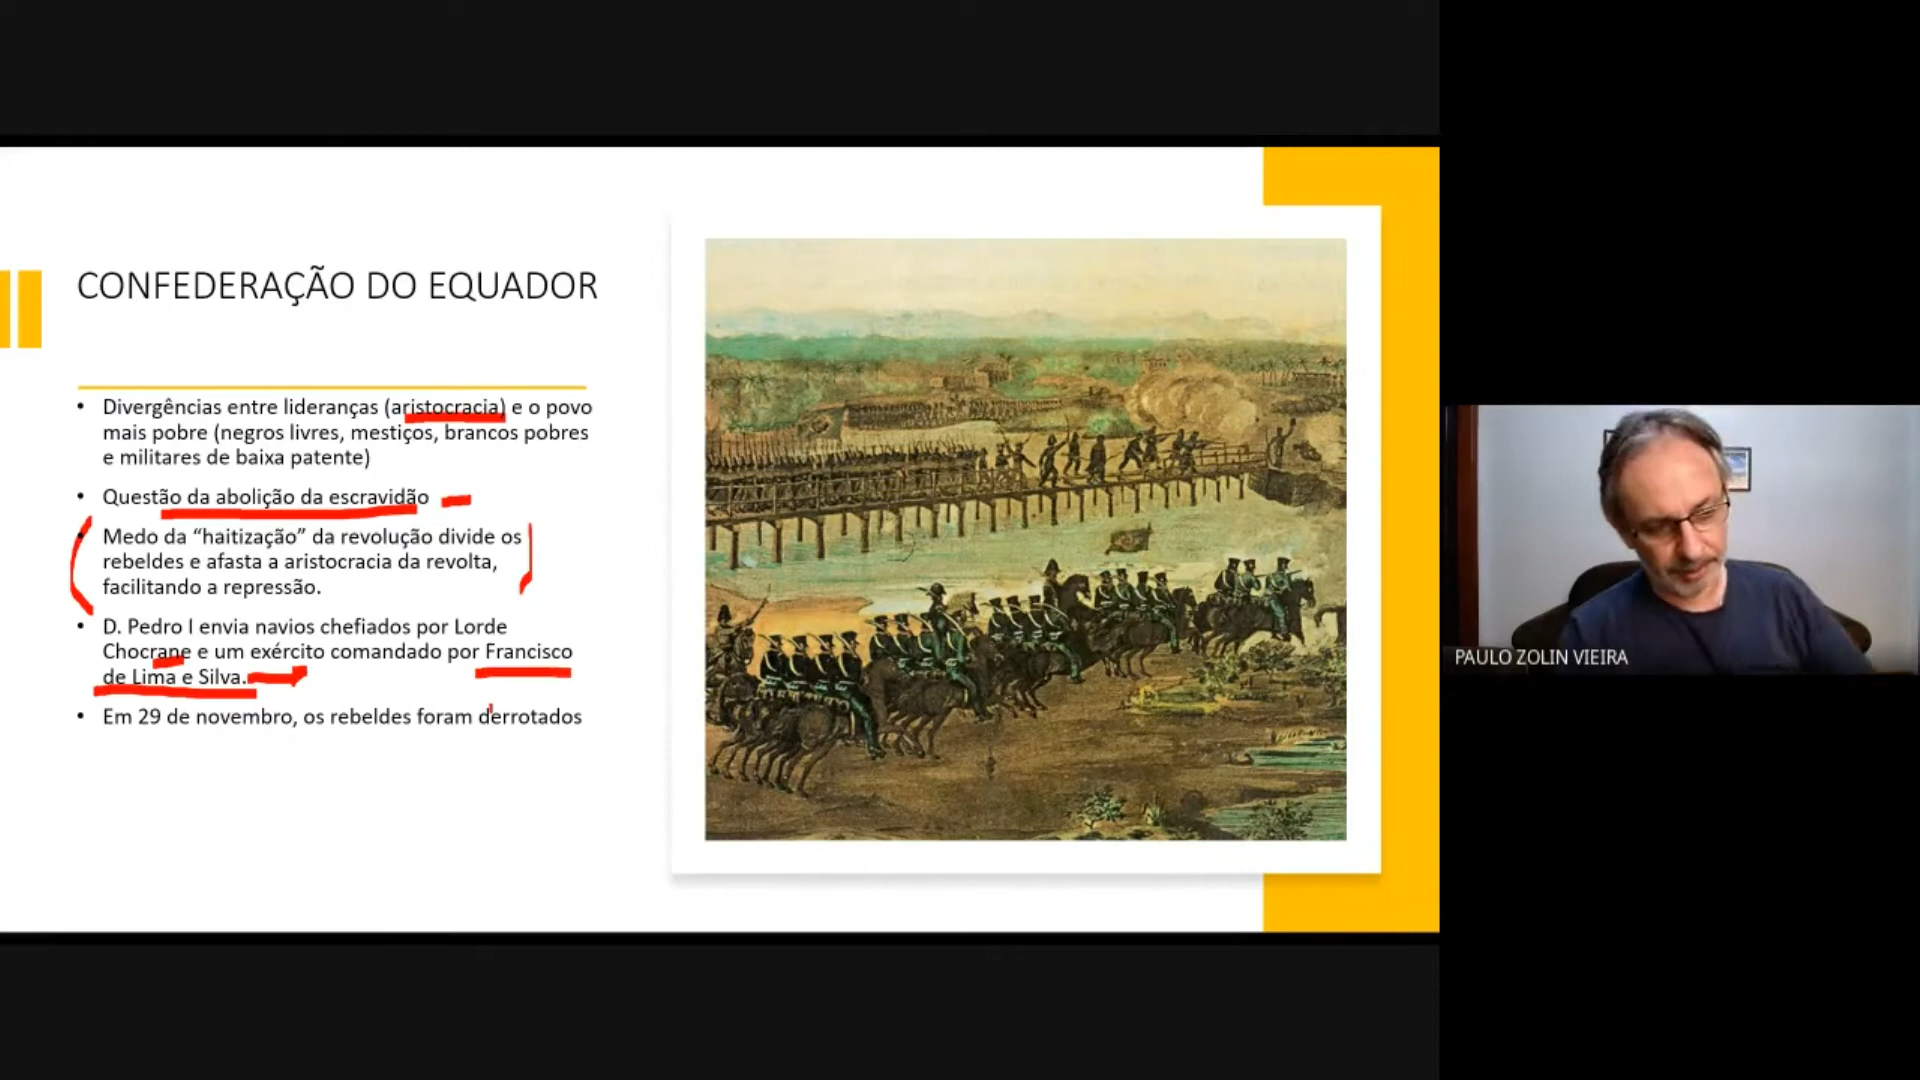 CONFEDERAÇÃO DO EQUADOR
• Divergências entre lideranças (aristocracia) e o povo
mais pobre (negros livres, mestiços, brancos pobres
e militares de baixa patente)
• Questão da abolição da escravidão
• Medo da “haitização” da revolução divide os
rebeldes e afasta a aristocracia da revolta,
facilitando a repressão.
• D. Pedro I envia navios chefiados por Lorde
Chocrane e um exército comandado por Francisco
de Lima e Silva.
• Em 29 de novembro, os rebeldes foram derrotados
PAULO ZOLIN VIEIRA